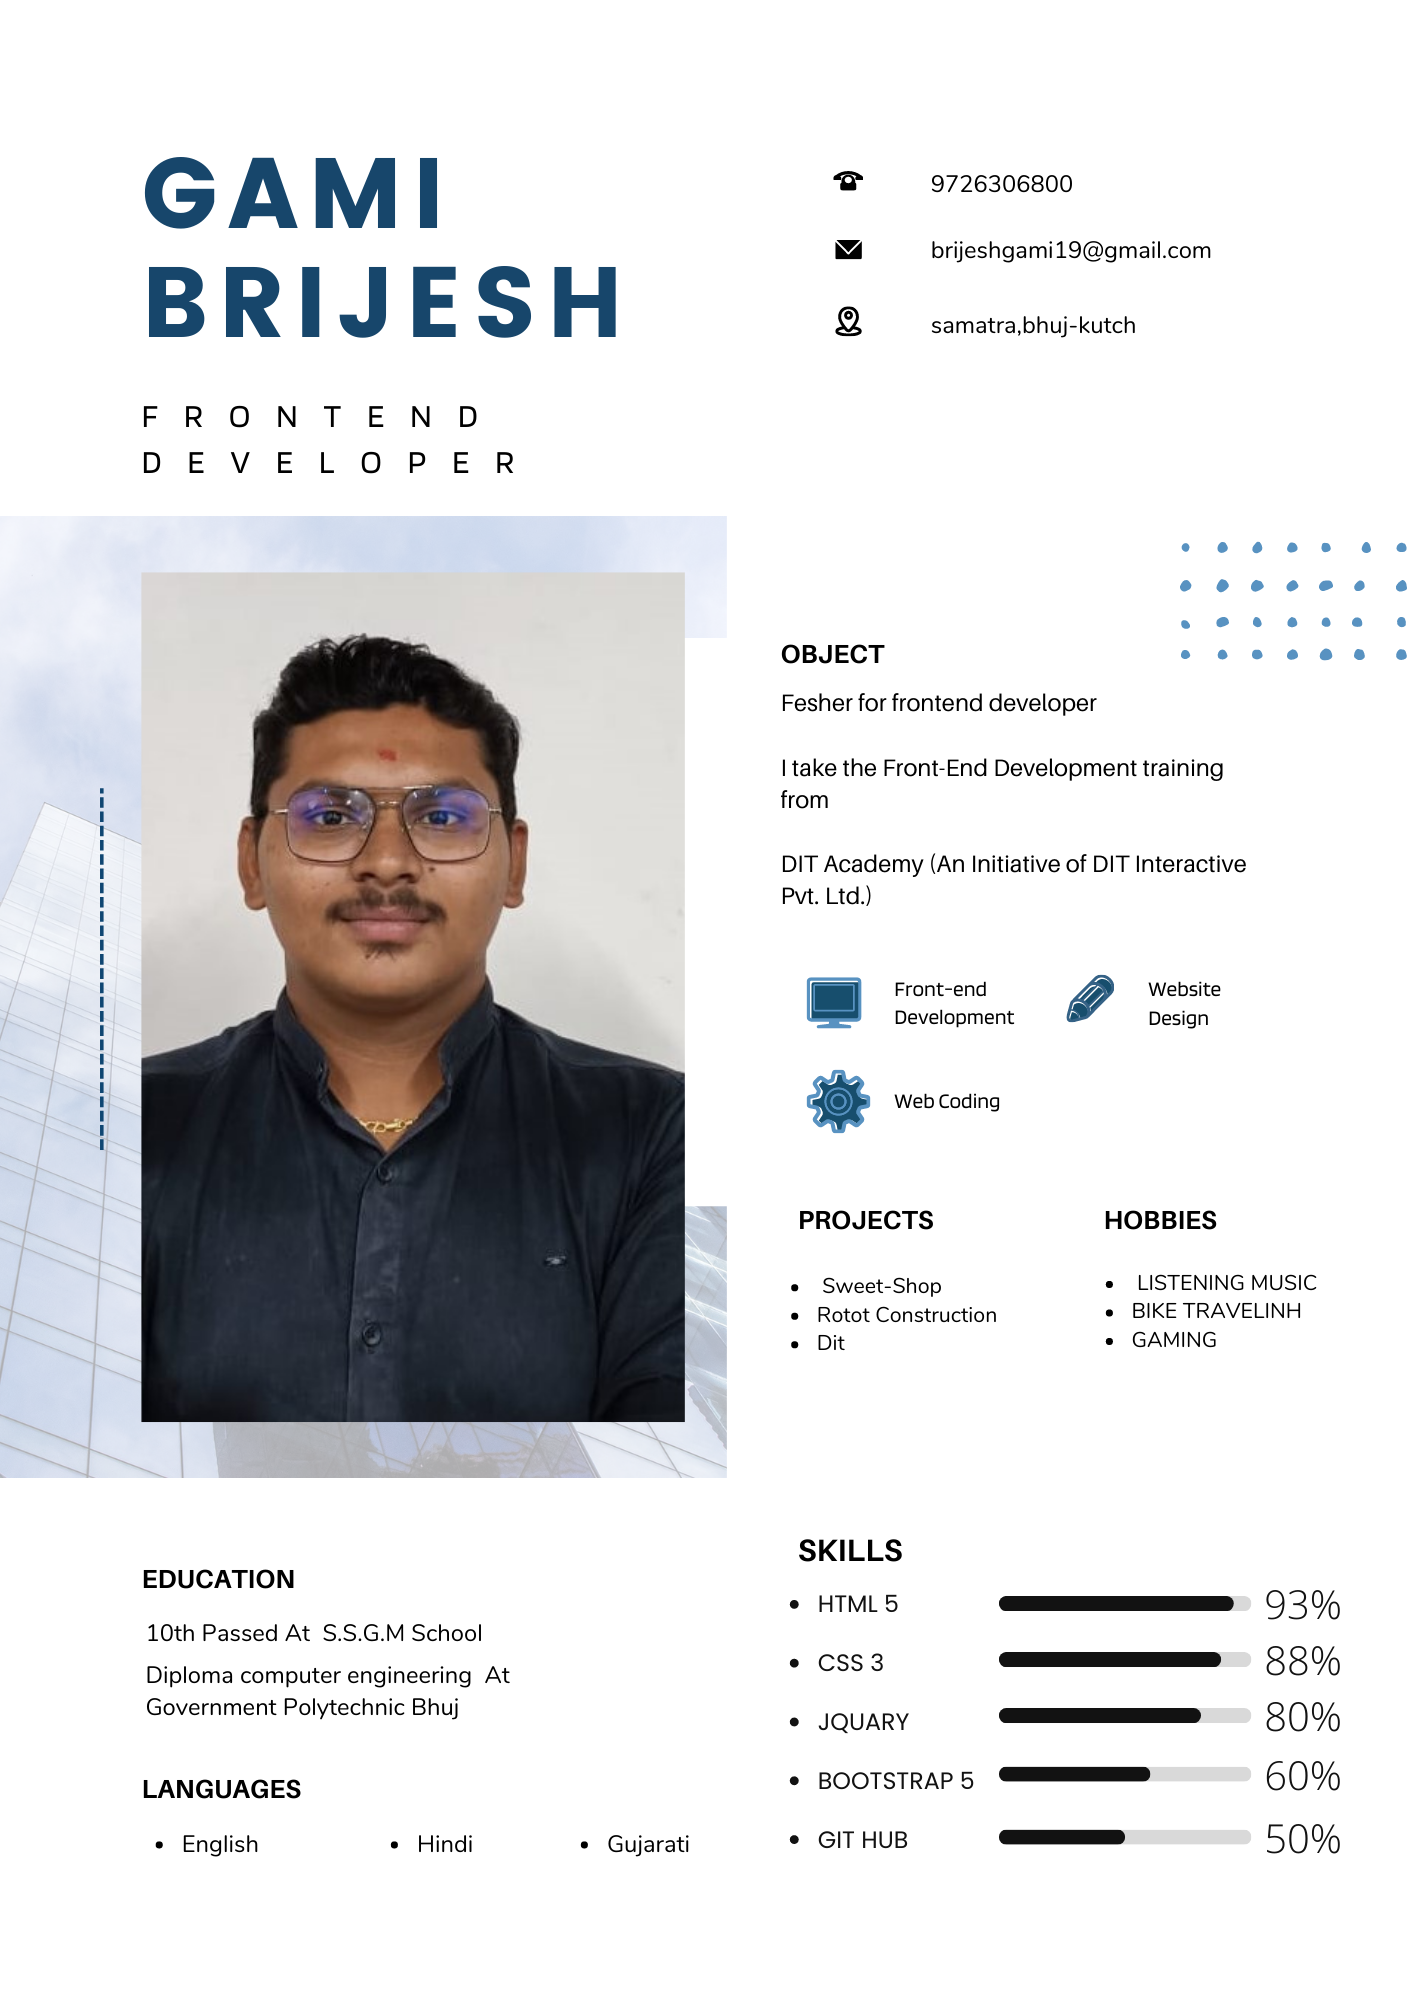 GAMI
BRIJESH
FRONTEND
DEVELOPER
9726306800
brijeshgami19@gmail.com
samatra,bhuj-kutch
OBJECT
Fesher for frontend developer
I take the Front-End Development training
from
DIT Academy (An Initiative of DIT Interactive
Pvt. Ltd.)
Front-end
Development
Website
Design
Web Coding
PROJECTS
• Sweet-Shop
• Rotot Construction
• Dit
HOBBIES
• LISTENING MUSIC
• BIKE TRAVELINH
• GAMING
EDUCATION
10th Passed At S.S.G.M School
Diploma computer engineering At
Government Polytechnic Bhuj
LANGUAGES
• English • Hindi • Gujarati
SKILLS
• HTML 5 93%
• CSS 3 88%
• JQUARY 80%
• BOOTSTRAP 5 60%
• GIT HUB 50%